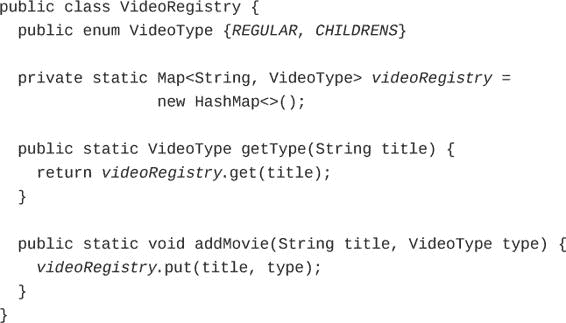 public class VideoRegistry {
  public enum VideoType {REGULAR, CHILDRENS}

  private static Map<String, VideoType> videoRegistry =
                 new HashMap<>();

  public static VideoType getType(String title) {
    return videoRegistry.get(title);
  }

  public static void addMovie(String title, VideoType type) {
    videoRegistry.put(title, type);
  }
}